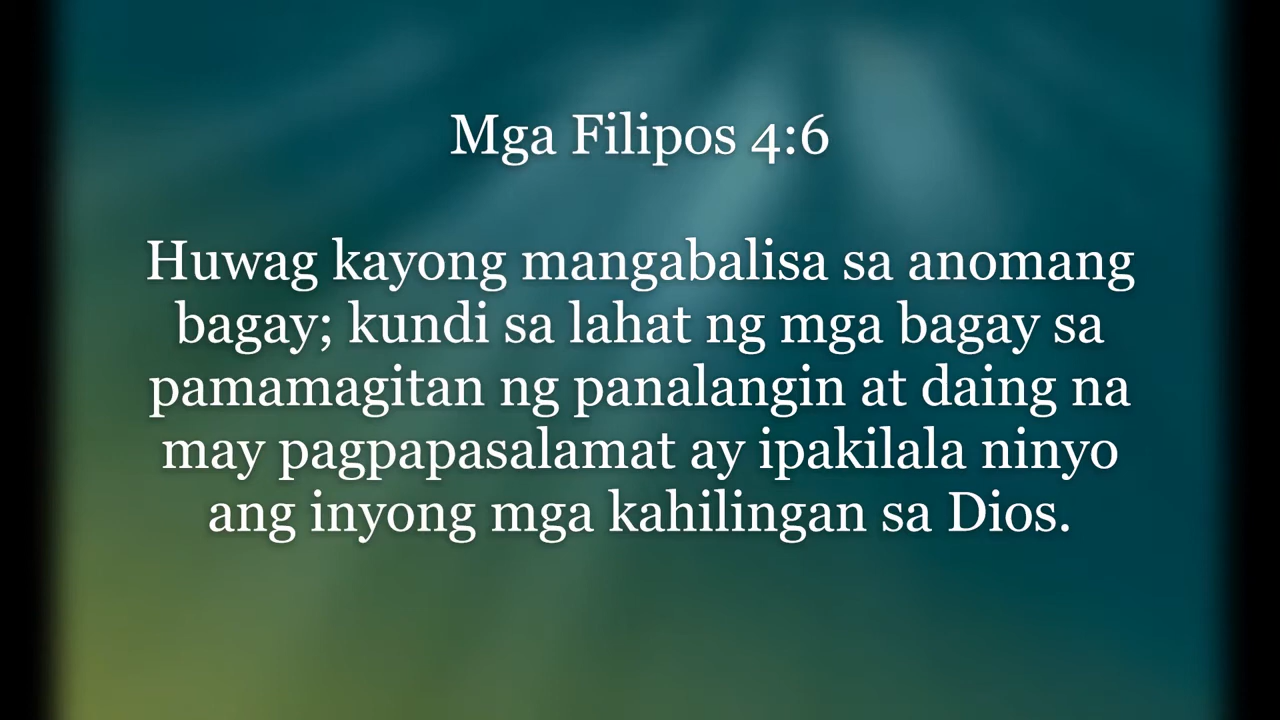 Mga Filipos 4:6
Huwag kayong mangabalisa sa anomang
bagay; kundi sa lahat ng mga bagay sa
pamamagitan ng panalangin at daing na
may pagpapasalamat ay ipakilala ninyo
ang inyong mga kahilingan sa Dios.